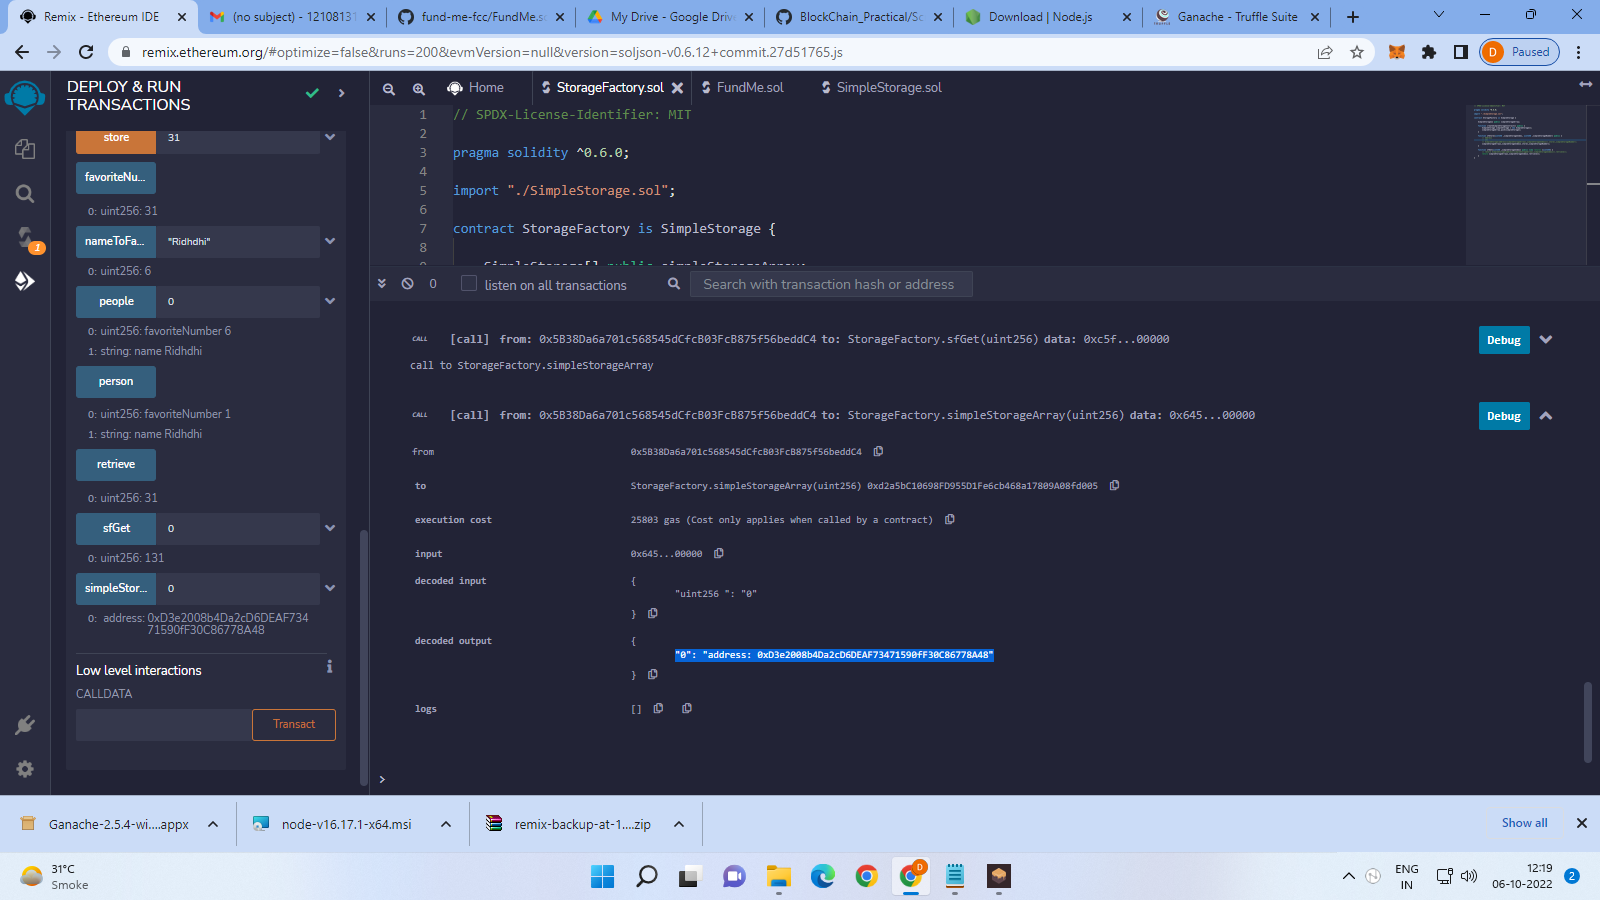 Remix - Ethereum IDE
(no subject) - 12108131
fund-me-fcc/FundMe.s
My Drive - Google Drive
BlockChain_Practical/Sc
Download | Node.js
Ganache - Truffle Suite
remix.ethereum.org/#optimize=false&runs=200&evmVersion=null&version=soljson-v0.6.12+commit.27d51765.js
D Paused
DEPLOY & RUN
TRANSACTIONS
store 31
favoriteNu...
0: uint256: 31
nameToFa... "Ridhdhi"
0: uint256: 6
people 0
0: uint256: favoriteNumber 6
1: string: name Ridhdhi
person
0: uint256: favoriteNumber 1
1: string: name Ridhdhi
retrieve
0: uint256: 31
sfGet 0
0: uint256: 131
simpleStor... 0
0: address: 0xD3e2008b4Da2cD6DEAF734
71590fF30C86778A48
Low level interactions
i
CALLDATA
Transact
1
Home
StorageFactory.sol
FundMe.sol
SimpleStorage.sol
1 // SPDX-License-Identifier: MIT
2
3 pragma solidity ^0.6.0;
4
5 import "./SimpleStorage.sol";
6
7 contract StorageFactory is SimpleStorage {
8
9 SimpleStorage[] public simpleStorageArray;
0
listen on all transactions
Search with transaction hash or address
CALL [call] from: 0x5B38Da6a701c568545dCfcB03FcB875f56beddC4 to: StorageFactory.sfGet(uint256) data: 0xc5f...00000
Debug
call to StorageFactory.simpleStorageArray
CALL [call] from: 0x5B38Da6a701c568545dCfcB03FcB875f56beddC4 to: StorageFactory.simpleStorageArray(uint256) data: 0x645...00000
Debug
from 0x5B38Da6a701c568545dCfcB03FcB875f56beddC4
to StorageFactory.simpleStorageArray(uint256) 0xd2a5bC10698FD955D1Fe6cb468a17809A08fd005
execution cost 25803 gas (Cost only applies when called by a contract)
input 0x645...00000
decoded input {
"uint256 ": "0"
}
decoded output {
"0": "address: 0xD3e2008b4Da2cD6DEAF73471590fF30C86778A48"
}
logs []
>
Ganache-2.5.4-wi....appx
node-v16.17.1-x64.msi
remix-backup-at-1....zip
Show all
31°C
Smoke
D
ENG
IN
12:19
06-10-2022
2